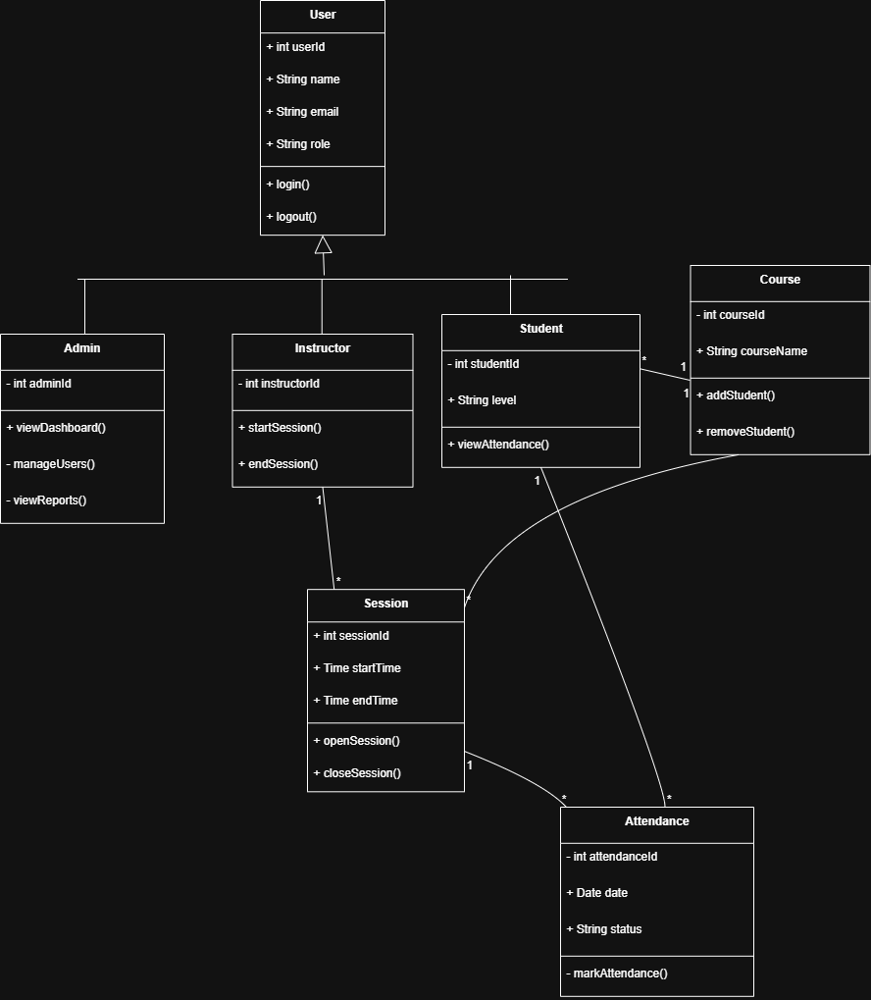 User
+ int userId
+ String name
+ String email
+ String role
+ login()
+ logout()
Admin
- int adminId
+ viewDashboard()
- manageUsers()
- viewReports()
Instructor
- int instructorId
+ startSession()
+ endSession()
1
*
Student
- int studentId
+ String level
+ viewAttendance()
*
1
1
1
Course
- int courseId
+ String courseName
+ addStudent()
+ removeStudent()
*
Session
+ int sessionId
+ Time startTime
+ Time endTime
+ openSession()
+ closeSession()
1
*
*
Attendance
- int attendanceId
+ Date date
+ String status
- markAttendance()